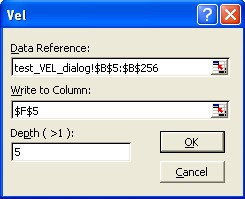 Vel
Data Reference:
test_VEL_dialog!$B$5:$B$256
Write to Column:
$F$5
Depth ( >1 ):
5
OK
Cancel